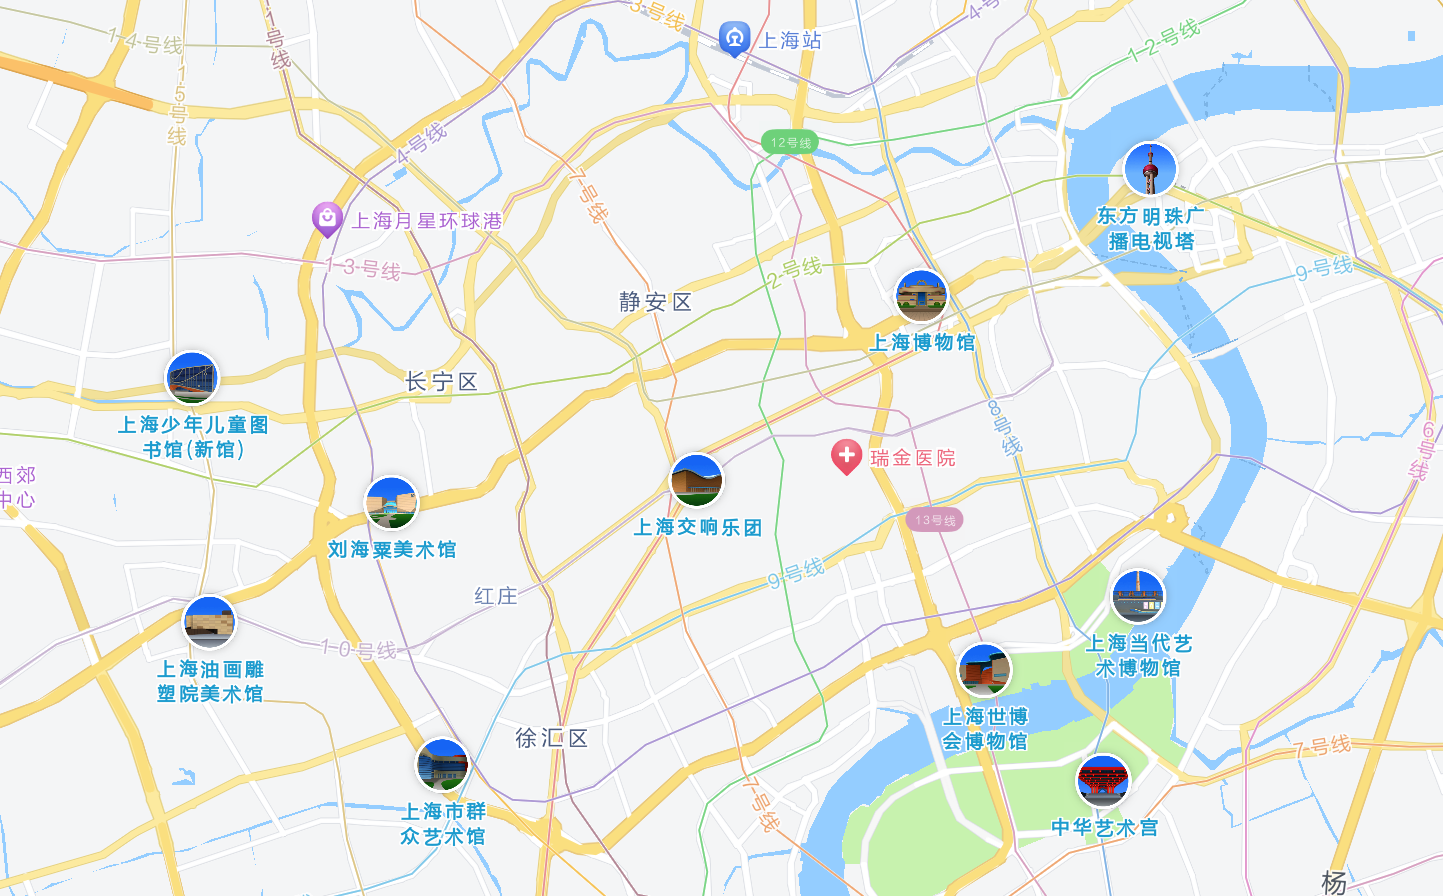 3号线
4号线
上海站
1号线
14号线
12号线
15号线
4号线
12号线
7号线
上海月星环球港
东方明珠广
播电视塔
13号线
2号线
9号线
静安区
上海博物馆
长宁区
上海少年儿童图
书馆(新馆)
8号线
6号线
瑞金医院
西郊
中心
13号线
上海交响乐团
刘海粟美术馆
9号线
红庄
10号线
上海当代艺
术博物馆
上海油画雕
塑院美术馆
上海世博
会博物馆
徐汇区
7号线
上海市群
众艺术馆
7号线
中华艺术宫
杨